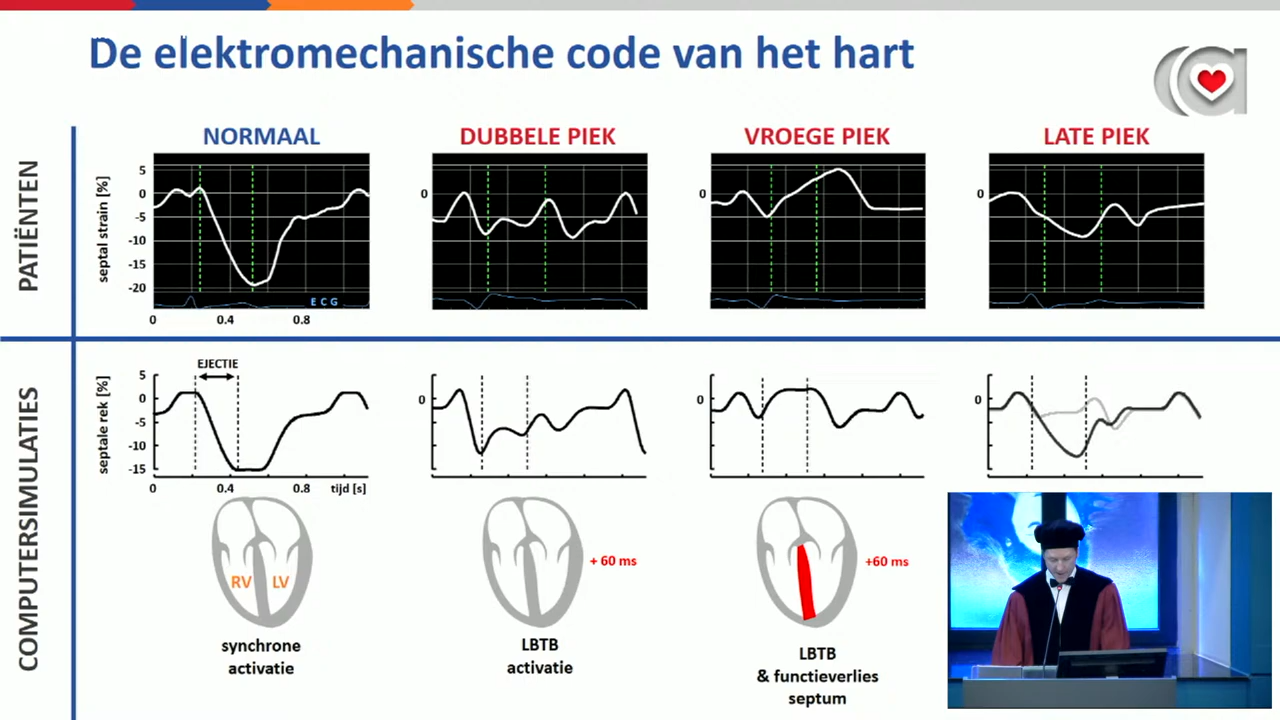 De elektromechanische code van het hart
NORMAAL
DUBBELE PIEK
VROEGE PIEK
LATE PIEK
PATIËNTEN
septal strain [%]
5
0
-5
-10
-15
-20
ECG
0
0.4
0.8
0
0
0
COMPUTERSIMULATIES
septale rek [%]
EJECTIE
5
0
-5
-10
-15
0
0.4
0.8
tijd [s]
0
0
0
RV
LV
+ 60 ms
+60 ms
synchrone
activatie
LBTB
activatie
LBTB
& functieverlies
septum